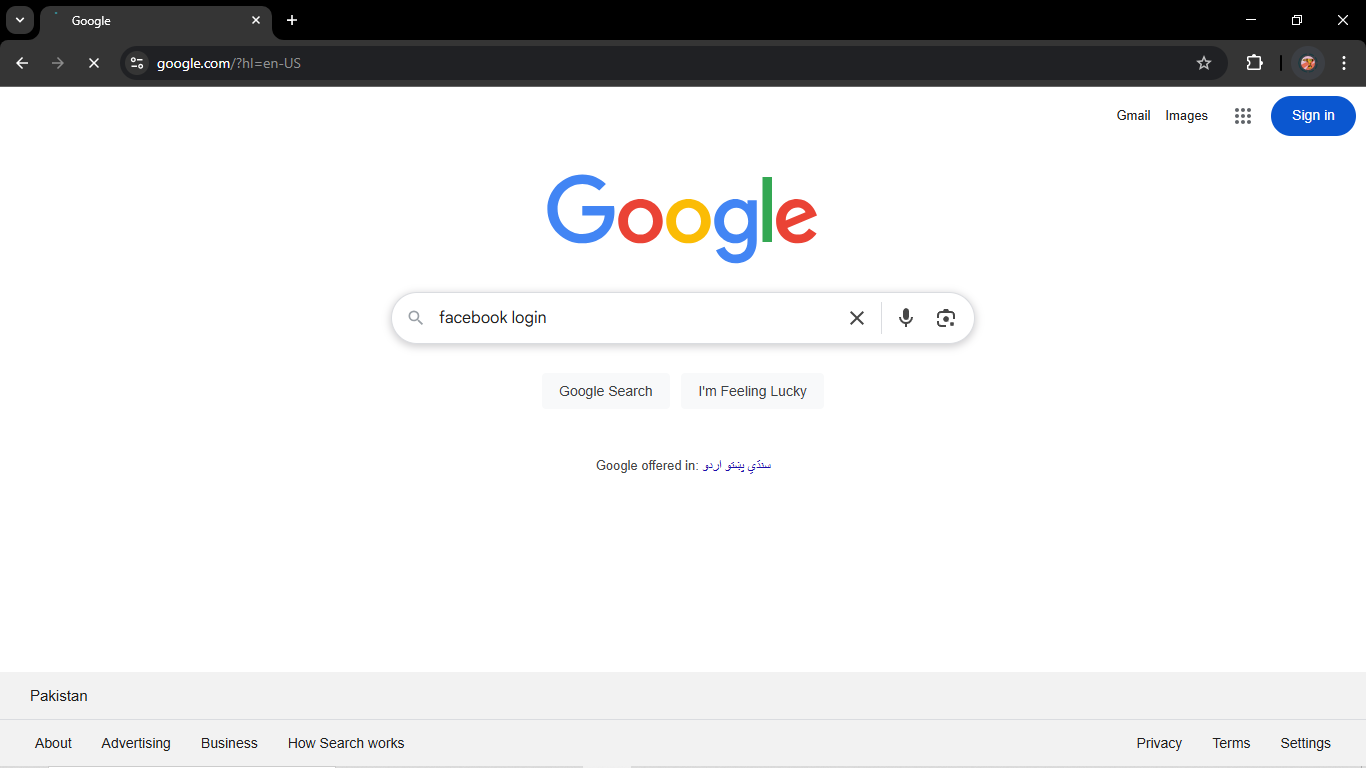 Google
google.com/?hl=en-US
Gmail Images Sign in
Google
facebook login
Google Search I'm Feeling Lucky
Google offered in: اردو پښتو سنڌي
Pakistan
About Advertising Business How Search works Privacy Terms Settings